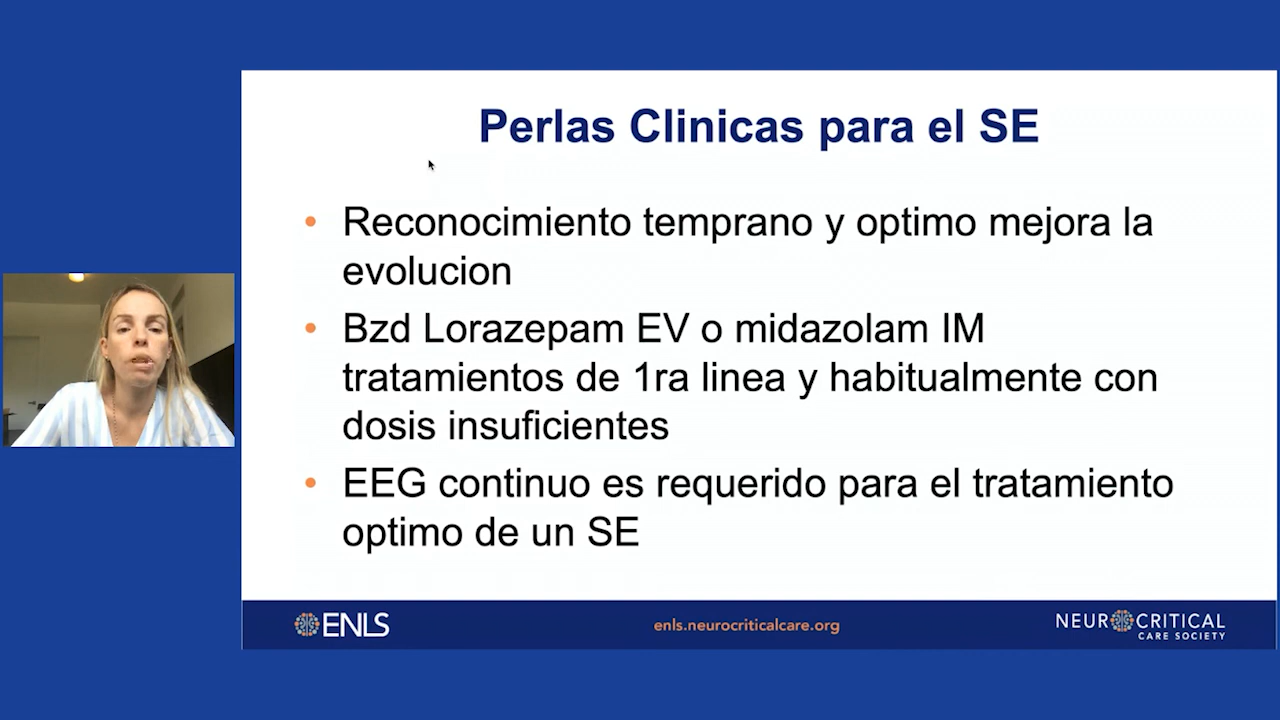 Perlas Clinicas para el SE
• Reconocimiento temprano y optimo mejora la
evolucion
• Bzd Lorazepam EV o midazolam IM
tratamientos de 1ra linea y habitualmente con
dosis insuficientes
• EEG continuo es requerido para el tratamiento
optimo de un SE
ENLS
enls.neurocriticalcare.org
NEUROCRITICAL
CARE SOCIETY